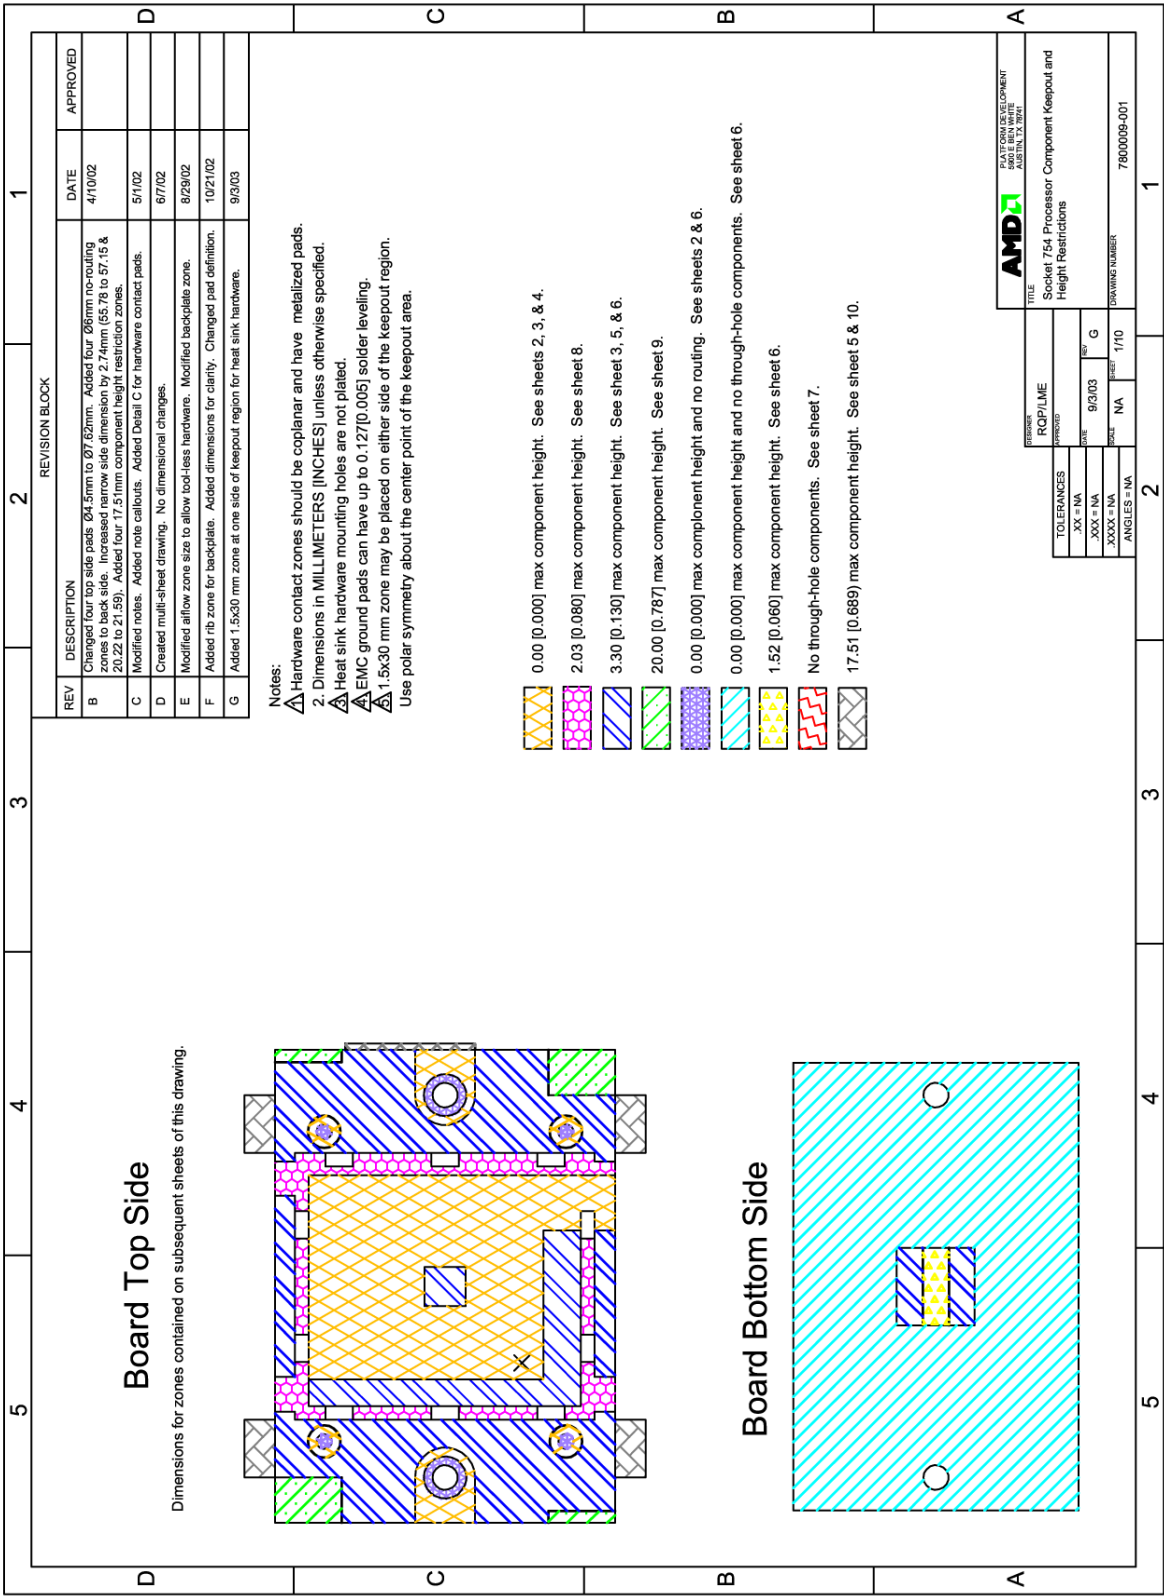 5 4 3 2 1
D
C
B
A
D
C
B
A
5 4 3 2 1
Board Top Side
Dimensions for zones contained on subsequent sheets of this drawing.
Board Bottom Side
REVISION BLOCK
REV DESCRIPTION DATE APPROVED
B Changed four top side pads Ø4.5mm to Ø7.62mm. Added four Ø6mm no-routing 4/10/02
zones to back side. Increased narrow side dimension by 2.74mm (55.78 to 57.15 &
20.22 to 21.59). Added four 17.51mm component height restriction zones.
C Modified notes. Added note callouts. Added Detail C for hardware contact pads. 5/1/02
D Created multi-sheet drawing. No dimensional changes. 6/7/02
E Modified aiflow zone size to allow tool-less hardware. Modified backplate zone. 8/29/02
F Added rib zone for backplate. Added dimensions for clarity. Changed pad definition. 10/21/02
G Added 1.5x30 mm zone at one side of keepout region for heat sink hardware. 9/3/03
Notes:
1. Hardware contact zones should be coplanar and have metalized pads.
2. Dimensions in MILLIMETERS [INCHES] unless otherwise specified.
3. Heat sink hardware mounting holes are not plated.
4. EMC ground pads can have up to 0.127[0.005] solder leveling.
5. 1.5x30 mm zone may be placed on either side of the keepout region.
Use polar symmetry about the center point of the keepout area.
0.00 [0.000] max component height. See sheets 2, 3, & 4.
2.03 [0.080] max component height. See sheet 8.
3.30 [0.130] max component height. See sheet 3, 5, & 6.
20.00 [0.787] max component height. See sheet 9.
0.00 [0.000] max complonent height and no routing. See sheets 2 & 6.
0.00 [0.000] max component height and no through-hole components. See sheet 6.
1.52 [0.060] max component height. See sheet 6.
No through-hole components. See sheet 7.
17.51 [0.689) max component height. See sheet 5 & 10.
TOLERANCES
.XX = NA
.XXX = NA
.XXXX = NA
ANGLES = NA
DESIGNER
RQP/LME
APPROVED
DATE
9/3/03
REV
G
SCALE
NA
SHEET
1/10
AMD
PLATFORM DEVELOPMENT
5900 E BEN WHITE
AUSTIN, TX 78741
TITLE
Socket 754 Processor Component Keepout and
Height Restrictions
DRAWING NUMBER
7800009-001